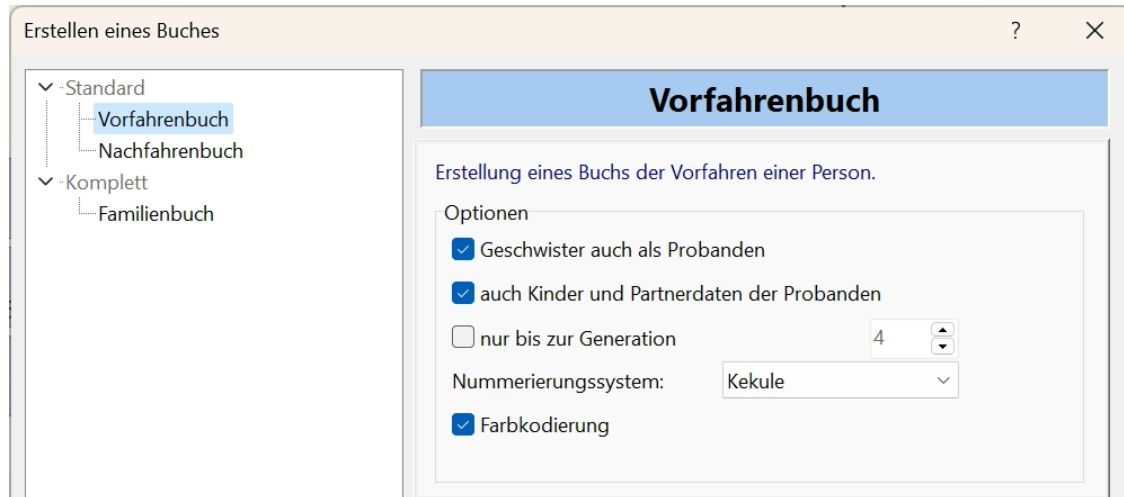 Erstellen eines Buches
?
Standard
Vorfahrenbuch
Nachfahrenbuch
Komplett
Familienbuch
Vorfahrenbuch
Erstellung eines Buchs der Vorfahren einer Person.
Optionen
Geschwister auch als Probanden
auch Kinder und Partnerdaten der Probanden
nur bis zur Generation 4
Nummerierungssystem: Kekule
Farbkodierung